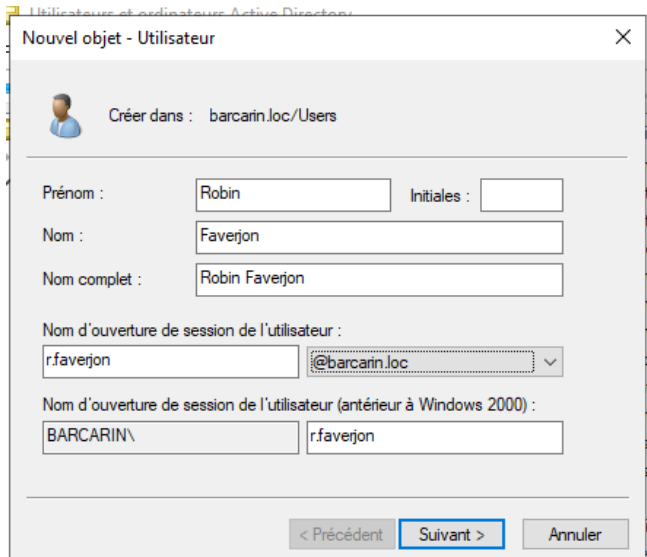 Utilisateurs et ordinateurs Active Directory
Nouvel objet - Utilisateur
Créer dans : barcarin.loc/Users
Prénom : Robin Initiales :
Nom : Faverjon
Nom complet : Robin Faverjon
Nom d'ouverture de session de l'utilisateur :
r.faverjon @barcarin.loc
Nom d'ouverture de session de l'utilisateur (antérieur à Windows 2000) :
BARCARIN\ r.faverjon
< Précédent Suivant > Annuler